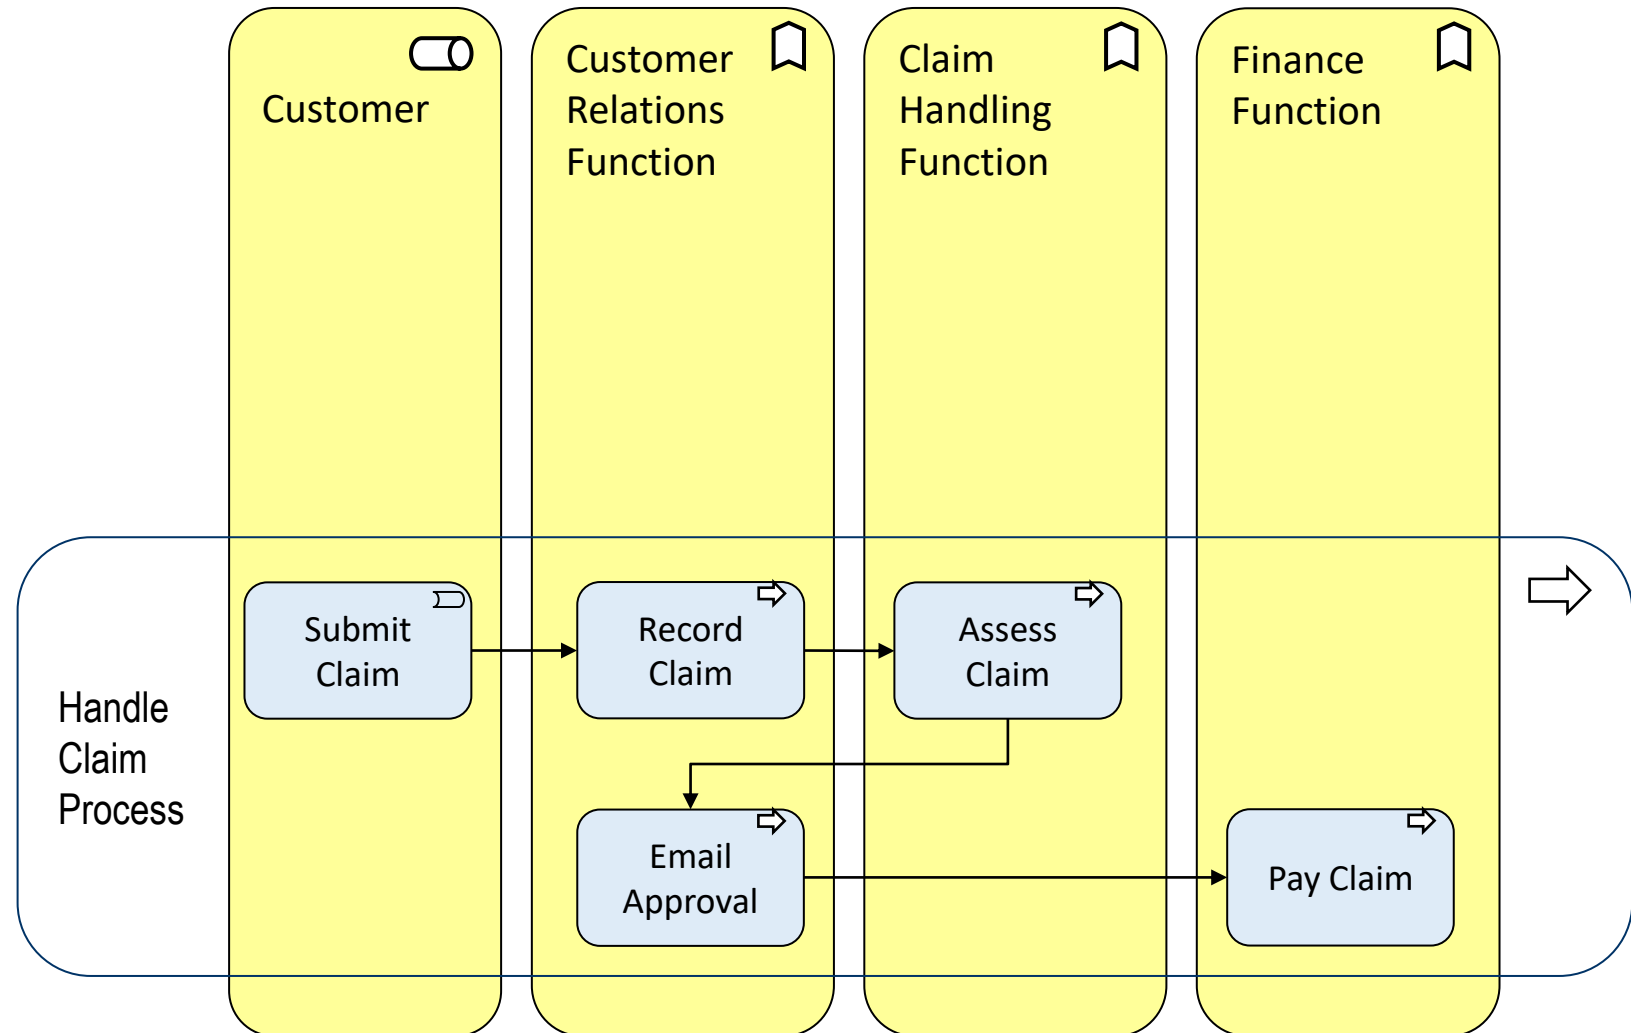 Customer
Customer
Relations
Function
Claim
Handling
Function
Finance
Function
Handle
Claim
Process
Submit
Claim
Record
Claim
Assess
Claim
Email
Approval
Pay Claim